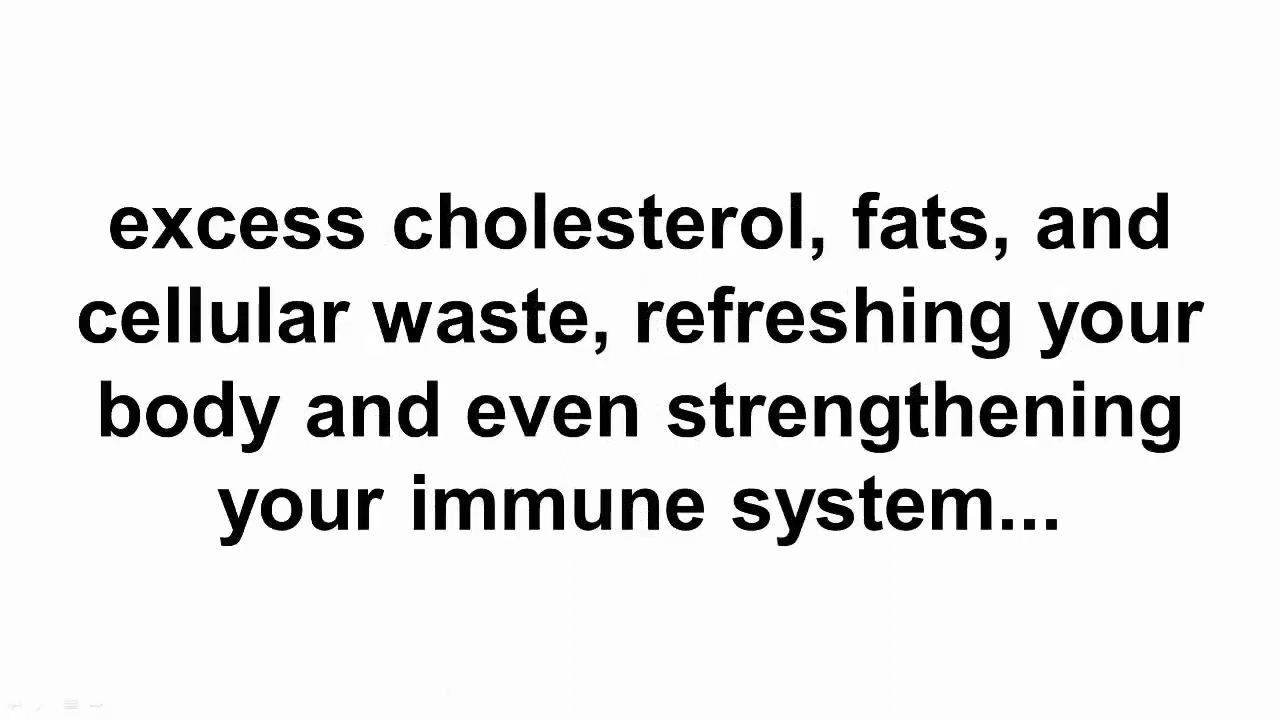 excess cholesterol, fats, and
cellular waste, refreshing your
body and even strengthening
your immune system...